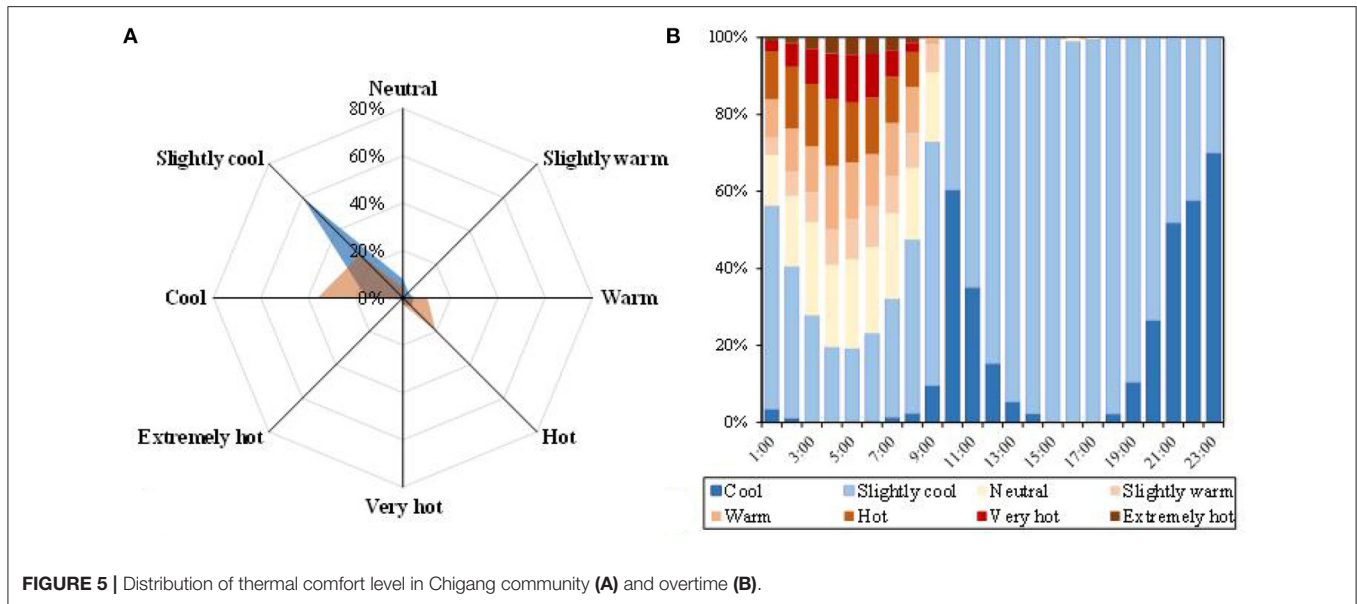 A
Neutral
80%
Slightly cool
60%
Slightly warm
40%
20%
Cool
0%
Warm
Extremely hot
Hot
Very hot
B
100%
80%
60%
40%
20%
0%
1:00 3:00 5:00 7:00 9:00 11:00 13:00 15:00 17:00 19:00 21:00 23:00
Cool Slightly cool Neutral Slightly warm
Warm Hot Very hot Extremely hot
FIGURE 5 | Distribution of thermal comfort level in Chigang community (A) and overtime (B).